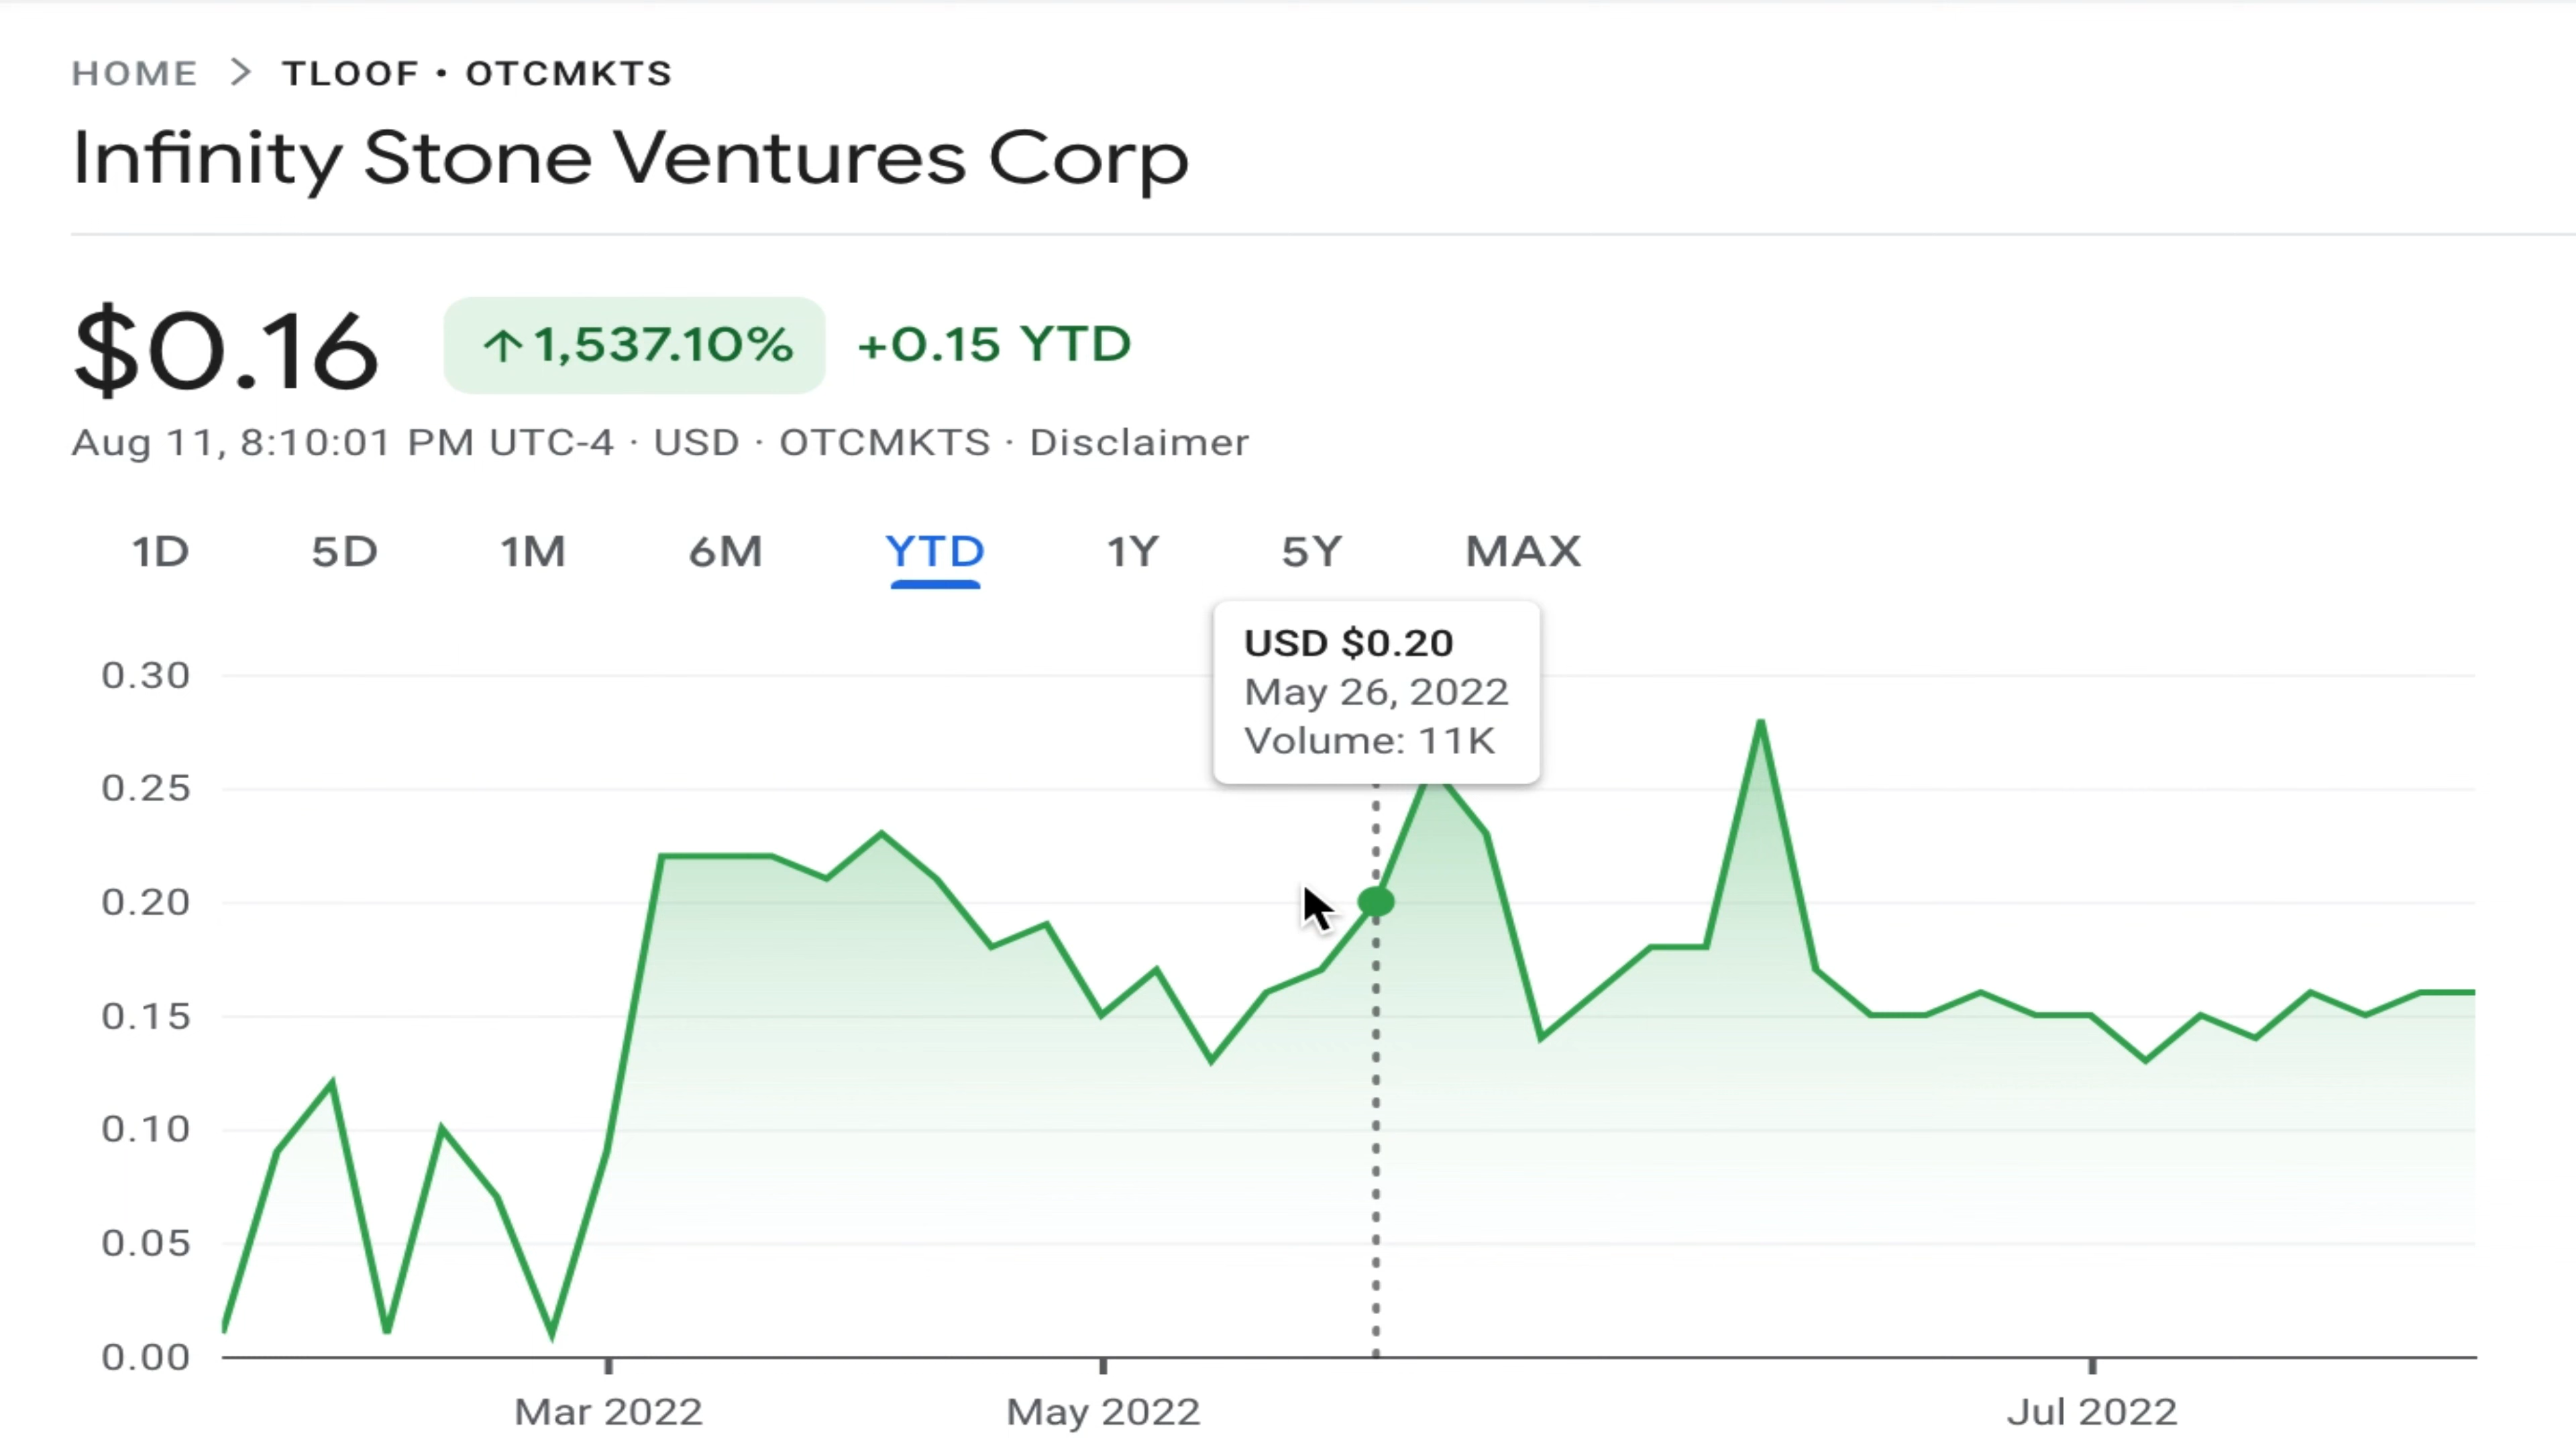 HOME > TLOOF • OTCMKTS
Infinity Stone Ventures Corp
$0.16 ↑1,537.10% +0.15 YTD
Aug 11, 8:10:01 PM UTC-4 · USD · OTCMKTS · Disclaimer
1D 5D 1M 6M YTD 1Y 5Y MAX
USD $0.20
May 26, 2022
Volume: 11K
0.30
0.25
0.20
0.15
0.10
0.05
0.00
Mar 2022 May 2022 Jul 2022